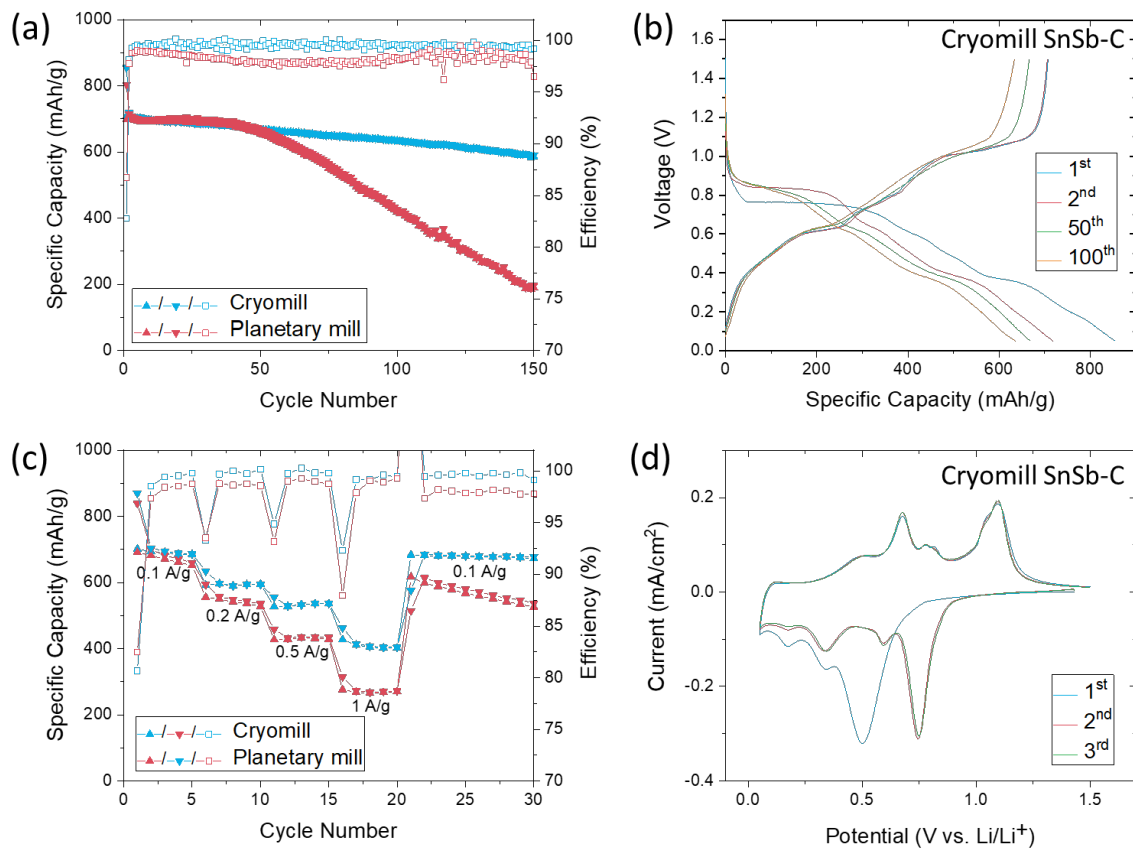 (a)
1000
900
800
600
400
200
0
100
95
90
85
80
75
70
0
50
100
150
Specific Capacity (mAh/g)
Efficiency (%)
Cycle Number
/ / Cryomill
/ / Planetary mill
(b)
Cryomill SnSb-C
1.6
1.4
1.2
1.0
0.8
0.6
0.4
0.2
0.0
0
200
400
600
800
1000
Voltage (V)
Specific Capacity (mAh/g)
1st
2nd
50th
100th
(c)
1000
900
800
700
600
500
400
300
200
0
100
95
90
85
80
75
70
0
5
10
15
20
25
30
Specific Capacity (mAh/g)
Efficiency (%)
Cycle Number
0.1 A/g
0.2 A/g
0.5 A/g
1 A/g
0.1 A/g
/ / Cryomill
/ / Planetary mill
(d)
Cryomill SnSb-C
0.2
0.0
-0.2
-0.4
0.0
0.5
1.0
1.5
Current (mA/cm2)
Potential (V vs. Li/Li+)
1st
2nd
3rd